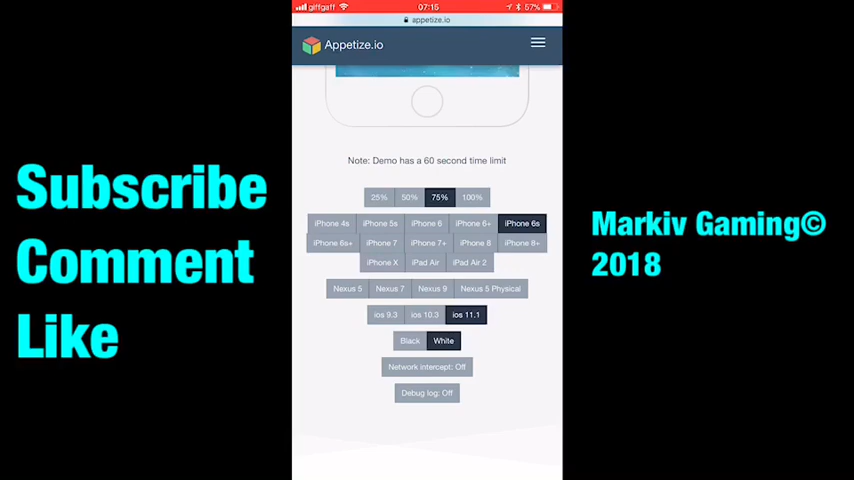 giffgaff 07:15 57%
appetize.io
Appetize.io
Note: Demo has a 60 second time limit
25% 50% 75% 100%
iPhone 4s iPhone 5s iPhone 6 iPhone 6+ iPhone 6s
iPhone 6s+ iPhone 7 iPhone 7+ iPhone 8 iPhone 8+
iPhone X iPad Air iPad Air 2
Nexus 5 Nexus 7 Nexus 9 Nexus 5 Physical
ios 9.3 ios 10.3 ios 11.1
Black White
Network intercept: Off
Debug log: Off
Subscribe
Comment
Like
Markiv Gaming©
2018